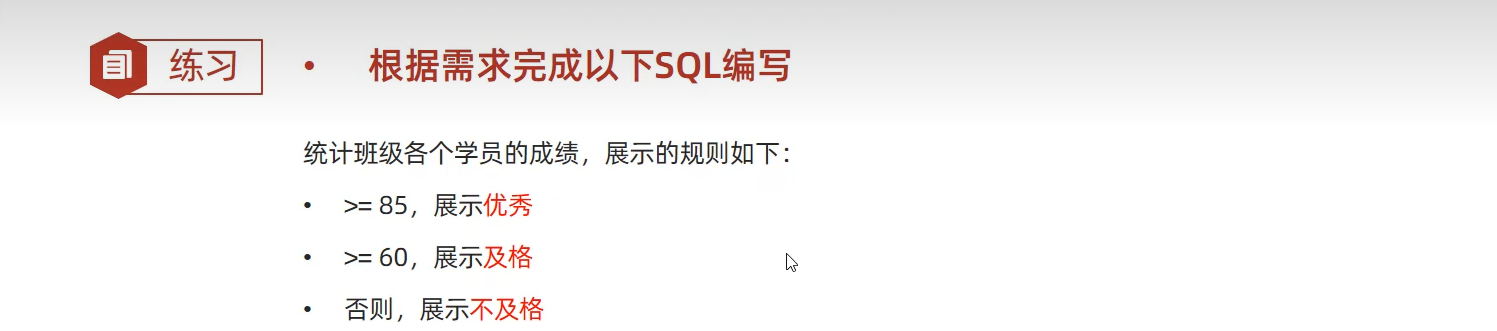 练习 • 根据需求完成以下SQL编写
统计班级各个学员的成绩，展示的规则如下：
• >= 85，展示优秀
• >= 60，展示及格
• 否则，展示不及格